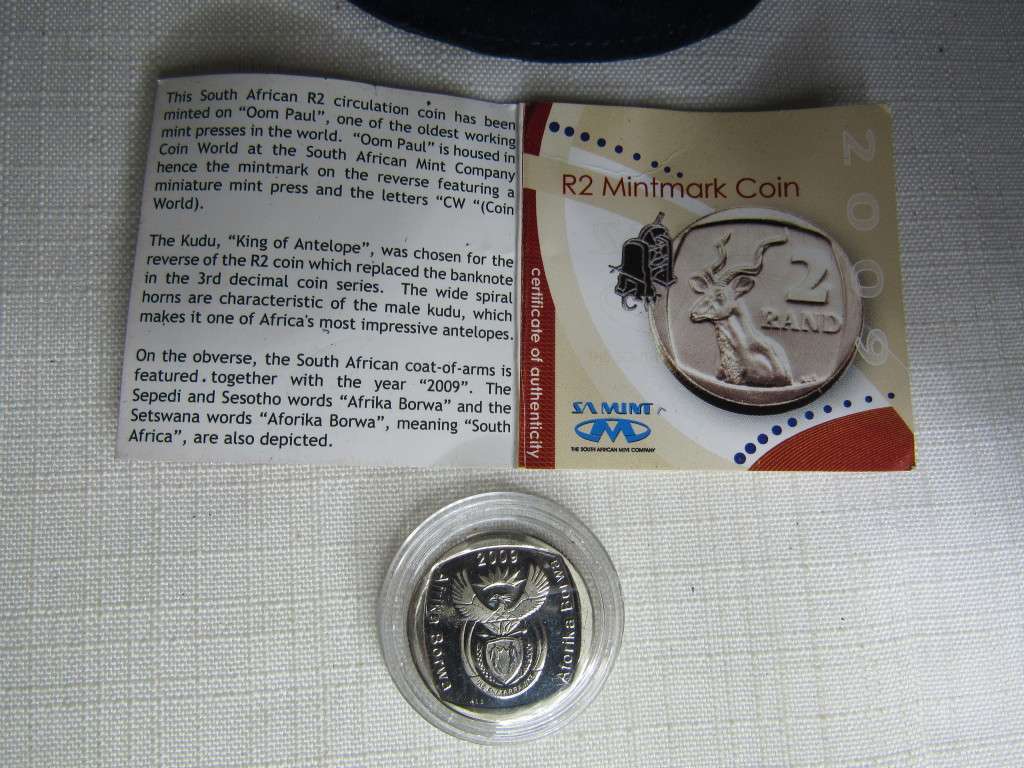 This South African R2 circulation coin has been
minted on "Oom Paul", one of the oldest working
mint presses in the world. "Oom Paul" is housed in
Coin World at the South African Mint Company
hence the mintmark on the reverse featuring a
miniature mint press and the letters "CW "(Coin
World).
The Kudu, "King of Antelope", was chosen for the
reverse of the R2 coin which replaced the banknote
in the 3rd decimal coin series. The wide spiral
horns are characteristic of the male kudu, which
makes it one of Africa's most impressive antelopes.
On the obverse, the South African coat-of-arms is
featured. together with the year "2009". The
Sepedi and Sesotho words "Afrika Borwa" and the
Setswana words "Aforika Borwa", meaning "South
Africa", are also depicted.
certificate of authenticity
R2 Mintmark Coin
2009
2
RAND
CW
SA MINT
THE SOUTH AFRICAN MINT COMPANY
2009
Afrika Borwa
Aforika Borwa
ALS